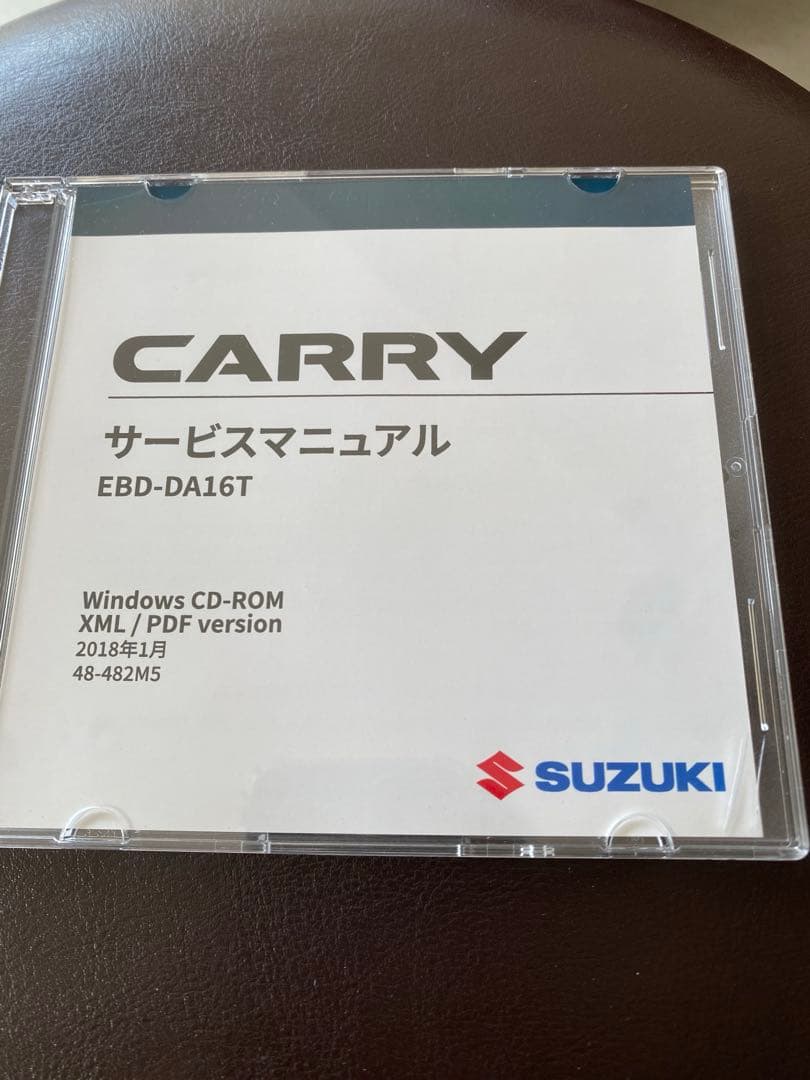 CARRY
サービスマニュアル
EBD-DA16T
Windows CD-ROM
XML / PDF version
2018年1月
48-482M5
SUZUKI